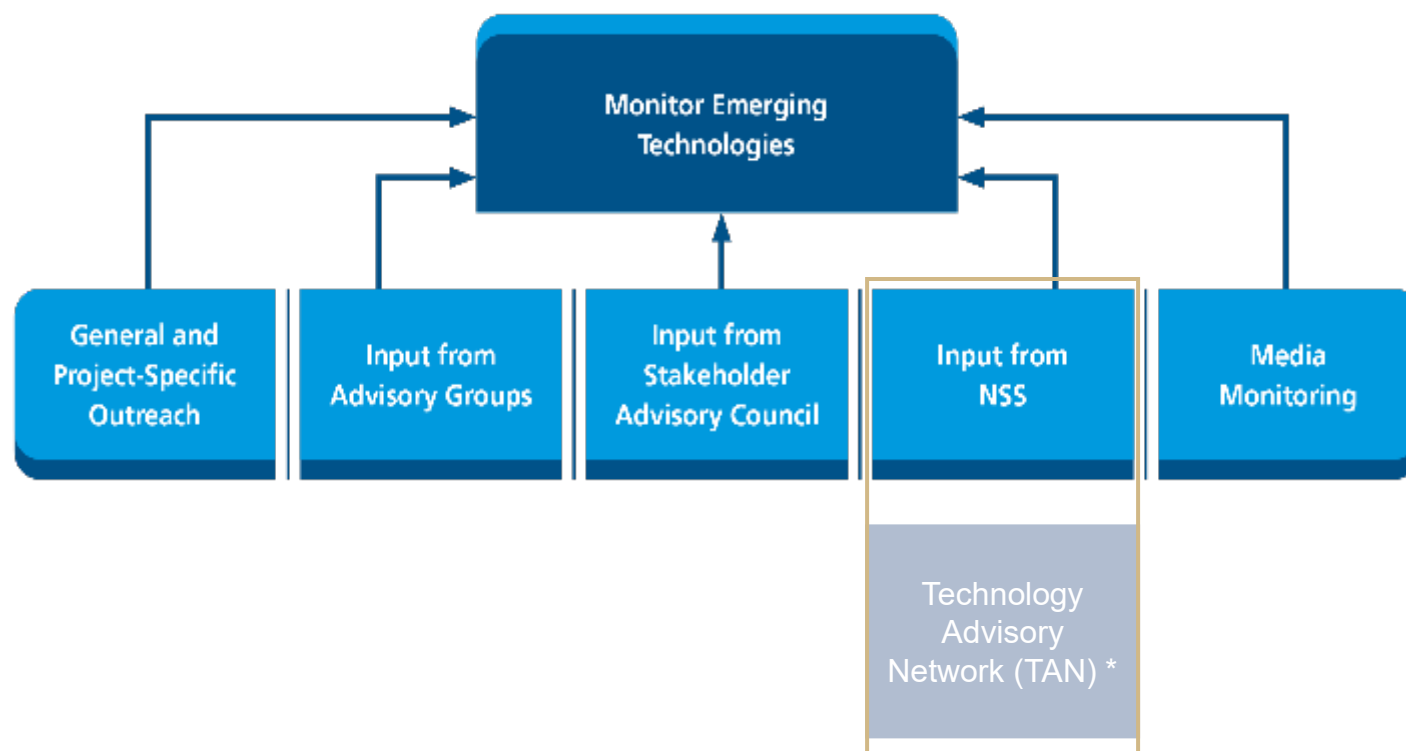 Monitor Emerging
Technologies
General and
Project-Specific
Outreach
Input from
Advisory Groups
Input from
Stakeholder
Advisory Council
Input from
NSS
Media
Monitoring
Technology
Advisory
Network (TAN) *